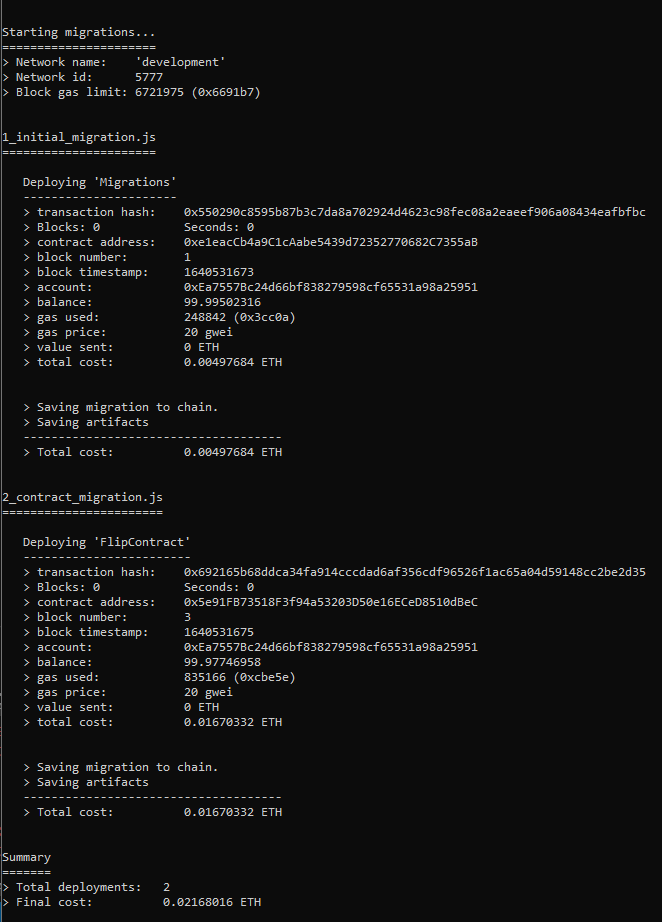 Starting migrations...
======================
> Network name:    'development'
> Network id:      5777
> Block gas limit: 6721975 (0x6691b7)
1_initial_migration.js
======================
Deploying 'Migrations'
----------------------
> transaction hash:    0x550290c8595b87b3c7da8a702924d4623c98fec08a2eaeef906a08434eafbfbc
> Blocks: 0            Seconds: 0
> contract address:    0xe1eacCb4a9C1cAabe5439d72352770682C7355aB
> block number:        1
> block timestamp:     1640531673
> account:             0xEa7557Bc24d66bf838279598cf65531a98a25951
> balance:             99.99502316
> gas used:            248842 (0x3cc0a)
> gas price:           20 gwei
> value sent:          0 ETH
> total cost:          0.00497684 ETH
> Saving migration to chain.
> Saving artifacts
-------------------------------------
> Total cost:          0.00497684 ETH
2_contract_migration.js
=======================
Deploying 'FlipContract'
------------------------
> transaction hash:    0x692165b68ddca34fa914cccdad6af356cdf96526f1ac65a04d59148cc2be2d35
> Blocks: 0            Seconds: 0
> contract address:    0x5e91FB73518F3f94a53203D50e16ECeD8510dBeC
> block number:        3
> block timestamp:     1640531675
> account:             0xEa7557Bc24d66bf838279598cf65531a98a25951
> balance:             99.97746958
> gas used:            835166 (0xcbe5e)
> gas price:           20 gwei
> value sent:          0 ETH
> total cost:          0.01670332 ETH
> Saving migration to chain.
> Saving artifacts
-------------------------------------
> Total cost:          0.01670332 ETH
Summary
=======
> Total deployments:   2
> Final cost:          0.02168016 ETH